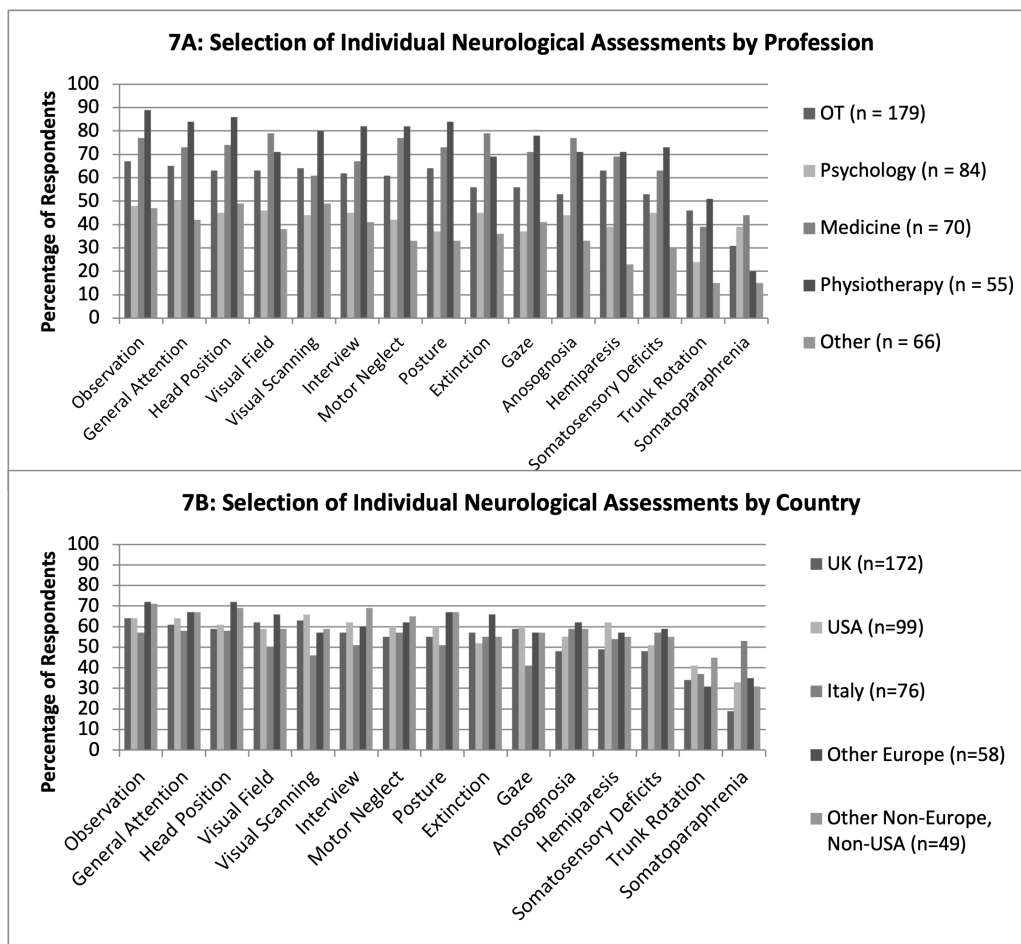 7A: Selection of Individual Neurological Assessments by Profession
Percentage of Respondents
100
90
80
70
60
50
40
30
20
10
0
Observation
General Attention
Head Position
Visual Field
Visual Scanning
Interview
Motor Neglect
Posture
Extinction
Gaze
Anosognosia
Hemiparesis
Somatosensory Deficits
Trunk Rotation
Somatoparaphrenia
OT (n = 179)
Psychology (n = 84)
Medicine (n = 70)
Physiotherapy (n = 55)
Other (n = 66)
7B: Selection of Individual Neurological Assessments by Country
Percentage of Respondents
100
90
80
70
60
50
40
30
20
10
0
Observation
General Attention
Head Position
Visual Field
Visual Scanning
Interview
Motor Neglect
Posture
Extinction
Gaze
Anosognosia
Hemiparesis
Somatosensory Deficits
Trunk Rotation
Somatoparaphrenia
UK (n=172)
USA (n=99)
Italy (n=76)
Other Europe (n=58)
Other Non-Europe,
Non-USA (n=49)